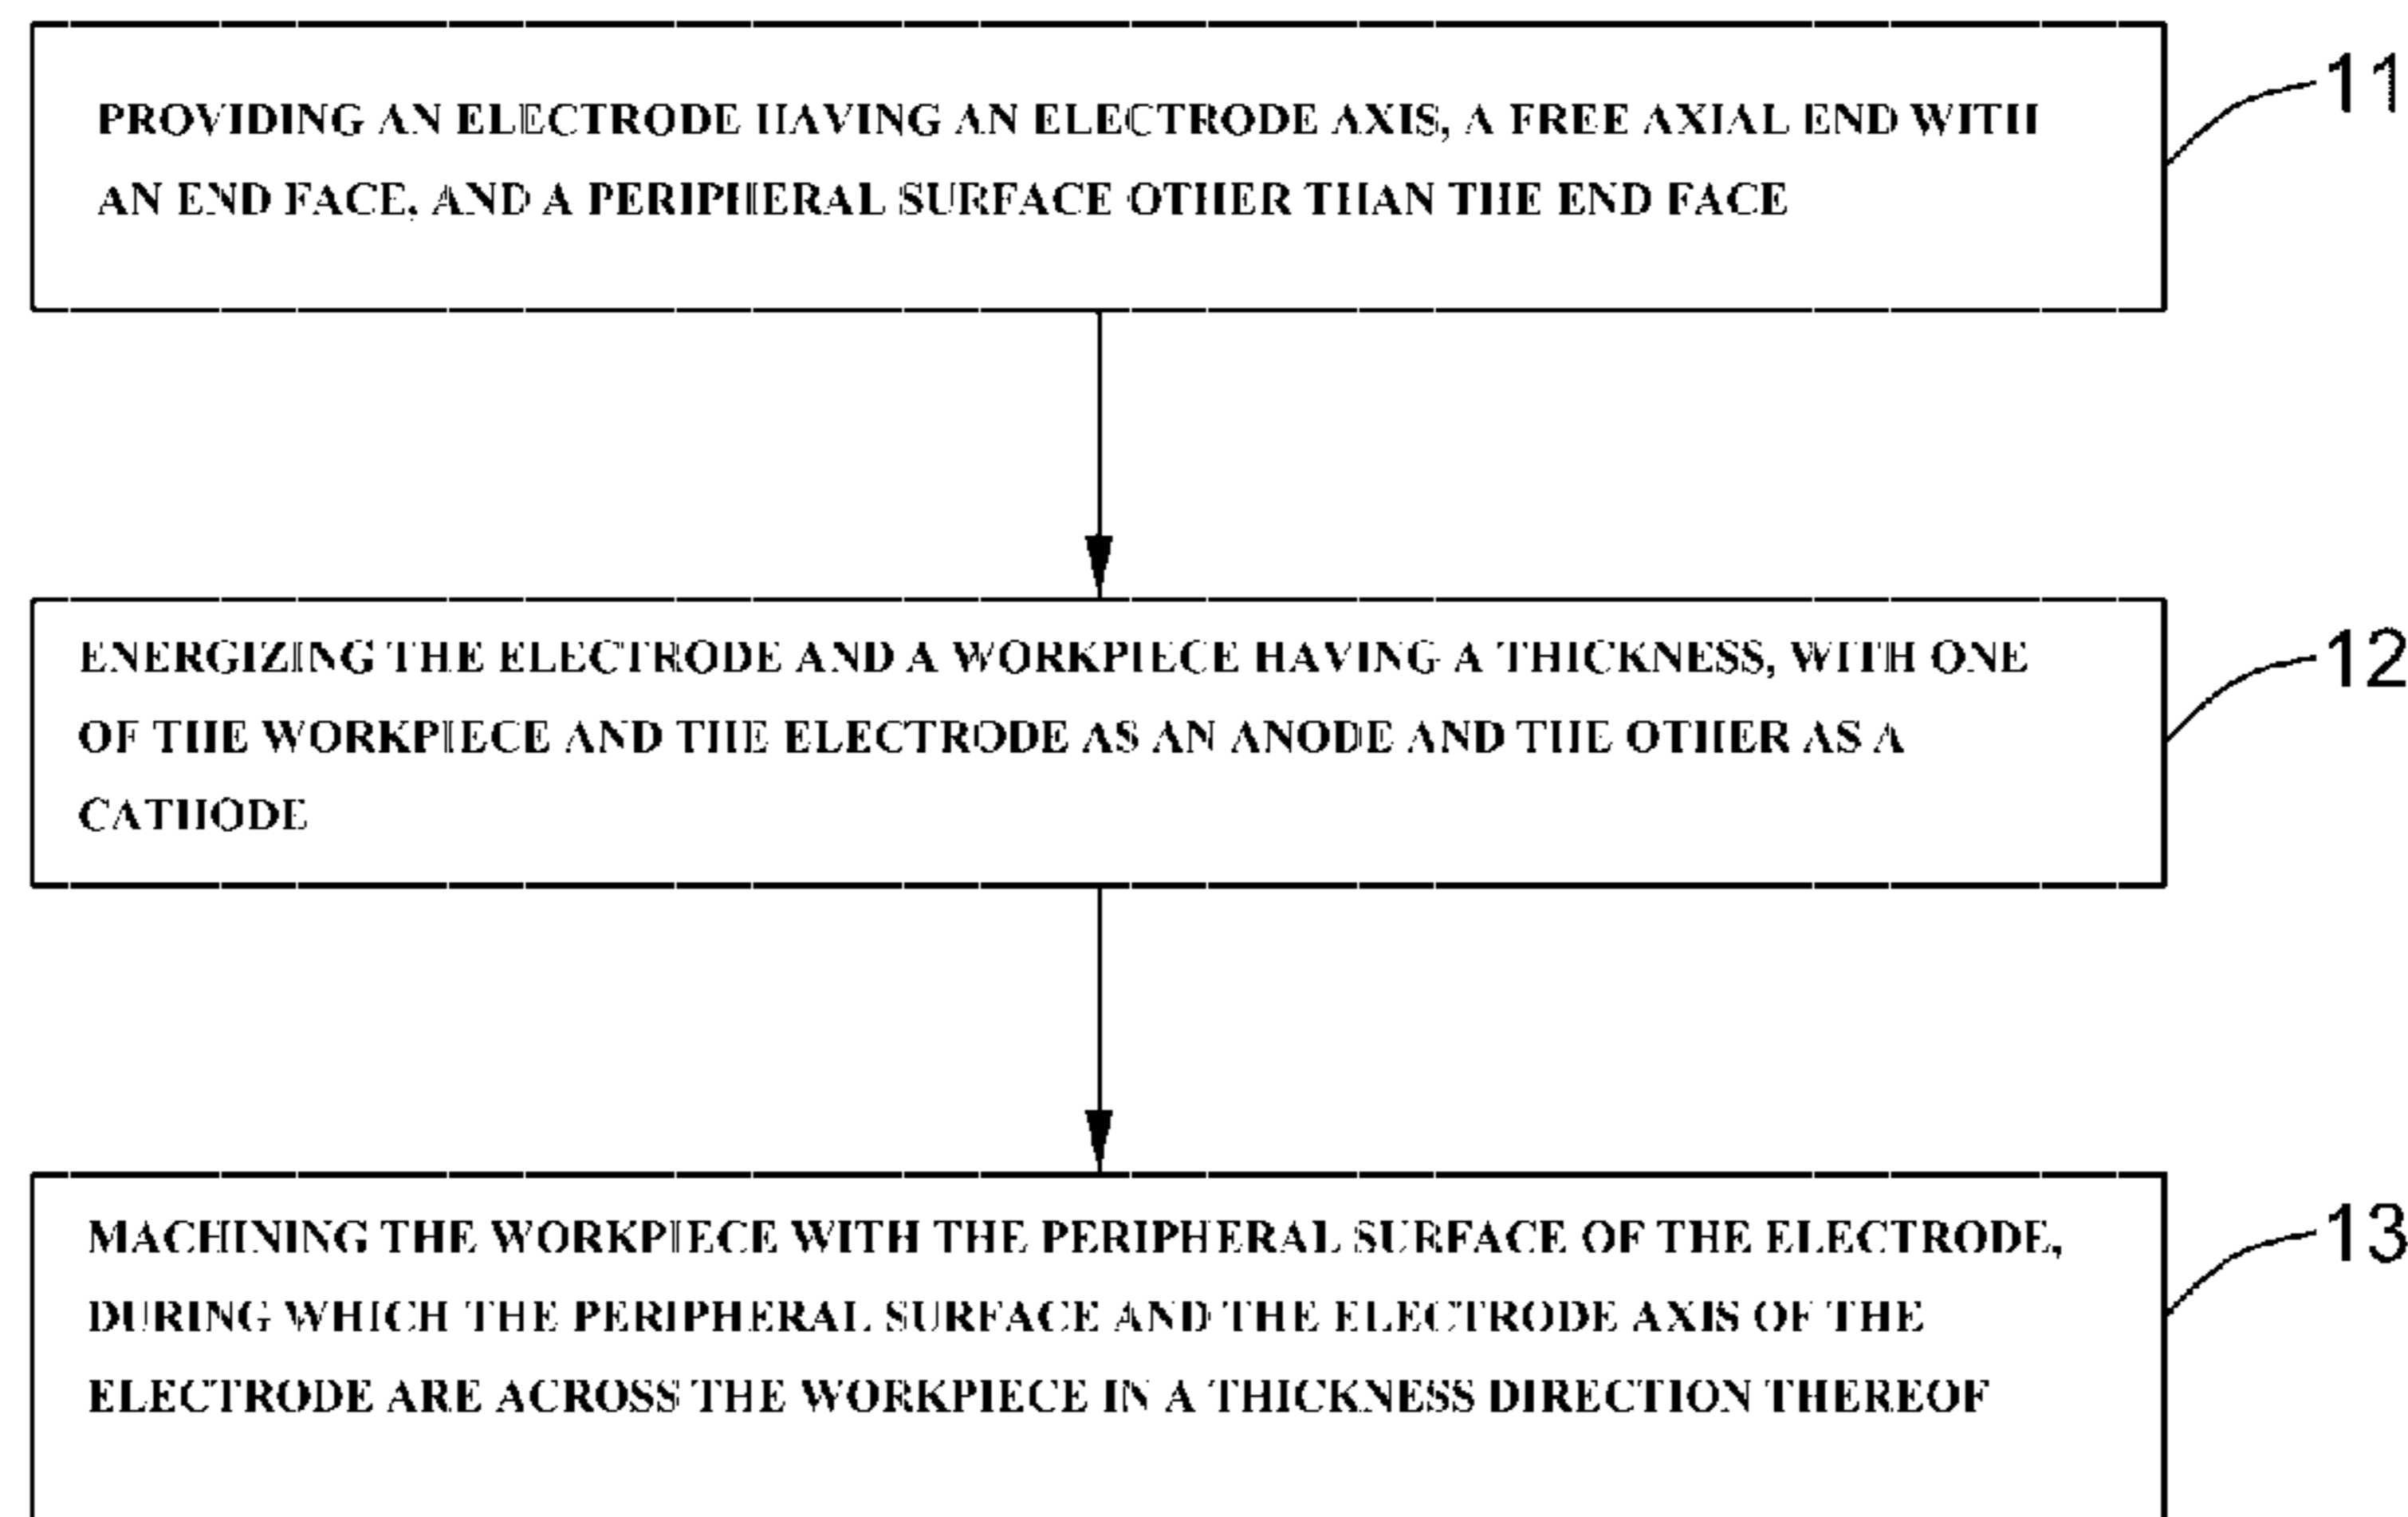 PROVIDING AN ELECTRODE HAVING AN ELECTRODE AXIS, A FREE AXIAL END WITH
AN END FACE, AND A PERIPHERAL SURFACE OTHER THAN THE END FACE
11
ENERGIZING THE ELECTRODE AND A WORKPIECE HAVING A THICKNESS, WITH ONE
OF THE WORKPIECE AND THE ELECTRODE AS AN ANODE AND THE OTHER AS A
CATHODE
12
MACHINING THE WORKPIECE WITH THE PERIPHERAL SURFACE OF THE ELECTRODE,
DURING WHICH THE PERIPHERAL SURFACE AND THE ELECTRODE AXIS OF THE
ELECTRODE ARE ACROSS THE WORKPIECE IN A THICKNESS DIRECTION THEREOF
13